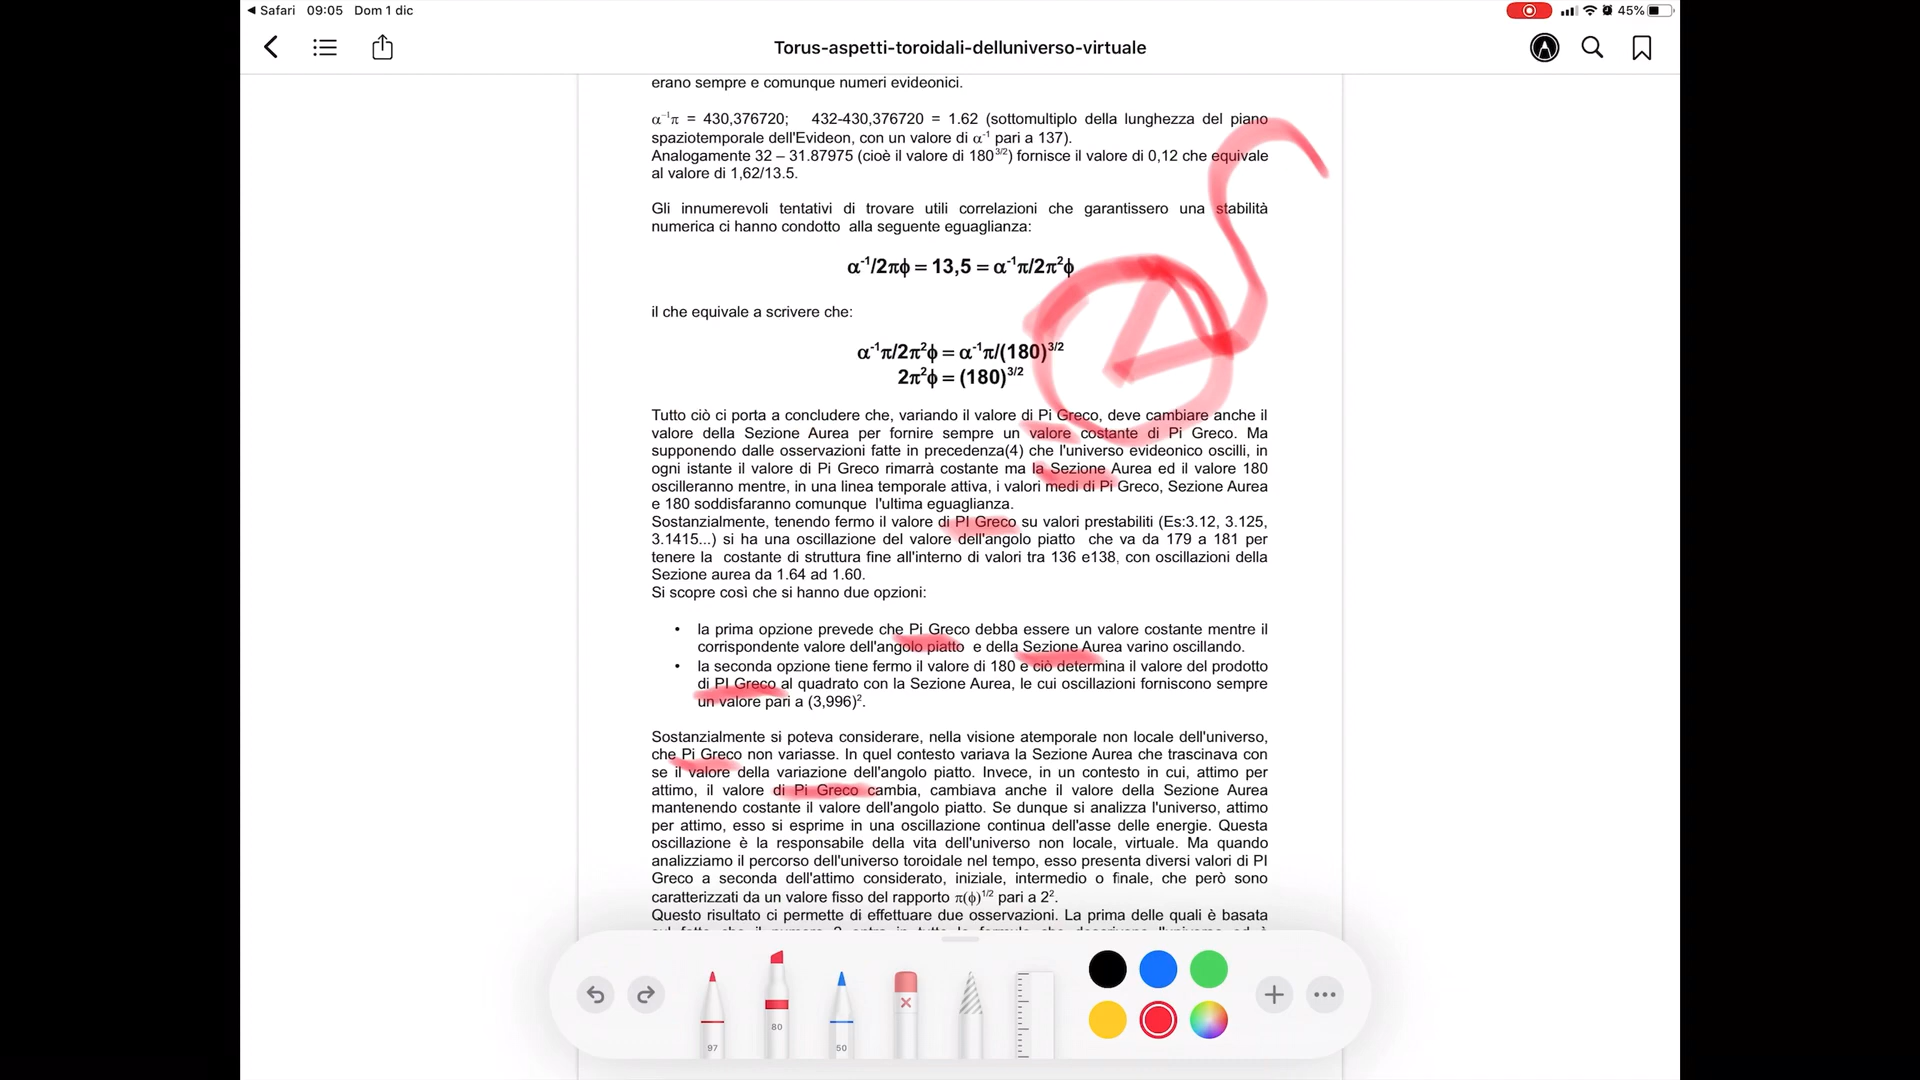 Safari 09:05 Dom 1 dic 45%
Torus-aspetti-toroidali-delluniverso-virtuale
erano sempre e comunque numeri evideonici.
α⁻¹π = 430,376720; 432-430,376720 = 1.62 (sottomultiplo della lunghezza del piano
spaziotemporale dell'Evideon, con un valore di α⁻¹ pari a 137).
Analogamente 32 – 31.87975 (cioè il valore di 180³ᐟ²) fornisce il valore di 0,12 che equivale
al valore di 1,62/13.5.
Gli innumerevoli tentativi di trovare utili correlazioni che garantissero una stabilità
numerica ci hanno condotto alla seguente eguaglianza:
α⁻¹/2πϕ = 13,5 = α⁻¹π/2π²ϕ
il che equivale a scrivere che:
α⁻¹π/2π²ϕ = α⁻¹π/(180)³ᐟ²
2π²ϕ = (180)³ᐟ²
Tutto ciò ci porta a concludere che, variando il valore di Pi Greco, deve cambiare anche il
valore della Sezione Aurea per fornire sempre un valore costante di Pi Greco. Ma
supponendo dalle osservazioni fatte in precedenza(4) che l'universo evideonico oscilli, in
ogni istante il valore di Pi Greco rimarrà costante ma la Sezione Aurea ed il valore 180
oscilleranno mentre, in una linea temporale attiva, i valori medi di Pi Greco, Sezione Aurea
e 180 soddisfaranno comunque l'ultima eguaglianza.
Sostanzialmente, tenendo fermo il valore di PI Greco su valori prestabiliti (Es:3.12, 3.125,
3.1415...) si ha una oscillazione del valore dell'angolo piatto che va da 179 a 181 per
tenere la costante di struttura fine all'interno di valori tra 136 e138, con oscillazioni della
Sezione aurea da 1.64 ad 1.60.
Si scopre così che si hanno due opzioni:
• la prima opzione prevede che Pi Greco debba essere un valore costante mentre il
corrispondente valore dell'angolo piatto e della Sezione Aurea varino oscillando.
• la seconda opzione tiene fermo il valore di 180 e ciò determina il valore del prodotto
di PI Greco al quadrato con la Sezione Aurea, le cui oscillazioni forniscono sempre
un valore pari a (3,996)².
Sostanzialmente si poteva considerare, nella visione atemporale non locale dell'universo,
che Pi Greco non variasse. In quel contesto variava la Sezione Aurea che trascinava con
se il valore della variazione dell'angolo piatto. Invece, in un contesto in cui, attimo per
attimo, il valore di Pi Greco cambia, cambiava anche il valore della Sezione Aurea
mantenendo costante il valore dell'angolo piatto. Se dunque si analizza l'universo, attimo
per attimo, esso si esprime in una oscillazione continua dell'asse delle energie. Questa
oscillazione è la responsabile della vita dell'universo non locale, virtuale. Ma quando
analizziamo il percorso dell'universo toroidale nel tempo, esso presenta diversi valori di PI
Greco a seconda dell'attimo considerato, iniziale, intermedio o finale, che però sono
caratterizzati da un valore fisso del rapporto π(ϕ)¹ᐟ² pari a 2².
Questo risultato ci permette di effettuare due osservazioni. La prima delle quali è basata
97 80 50